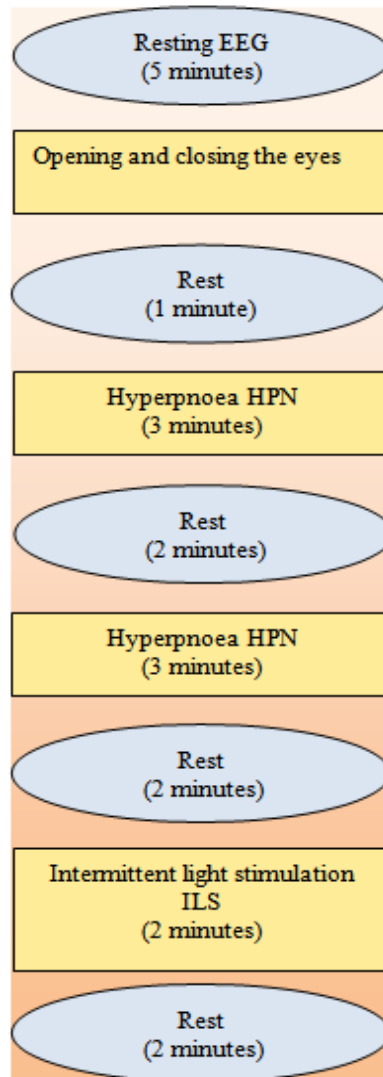 Resting EEG
(5 minutes)
Opening and closing the eyes
Rest
(1 minute)
Hyperpnoea HPN
(3 minutes)
Rest
(2 minutes)
Hyperpnoea HPN
(3 minutes)
Rest
(2 minutes)
Intermittent light stimulation
ILS
(2 minutes)
Rest
(2 minutes)